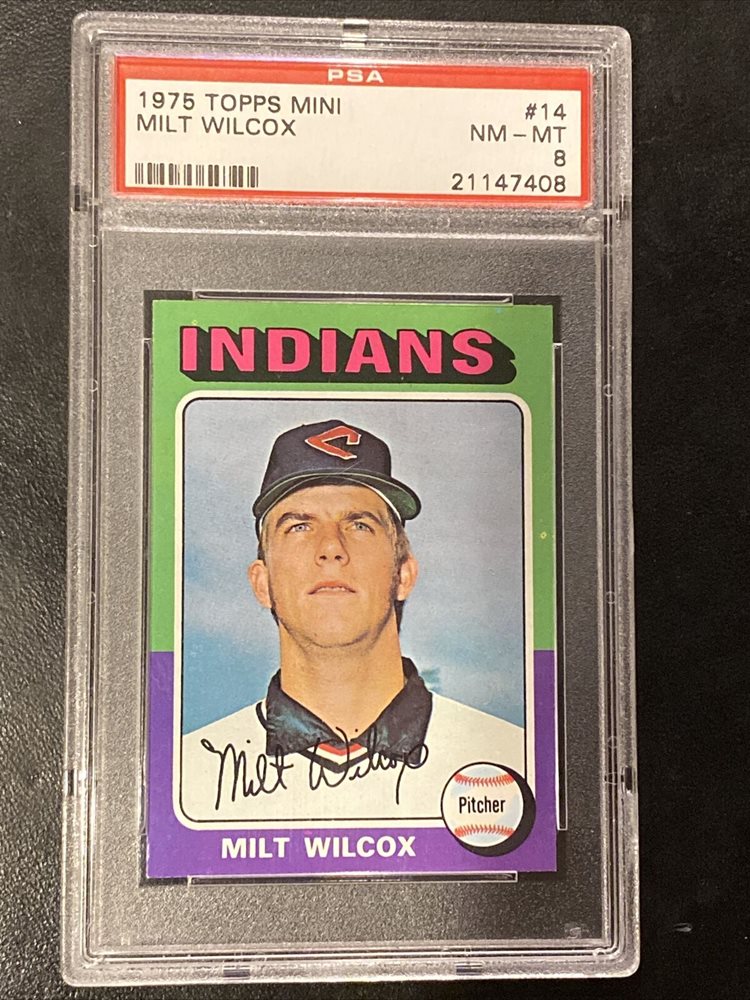 PSA
1975 TOPPS MINI #14
MILT WILCOX NM - MT
8
21147408
INDIANS
C
Milt Wilcox
Pitcher
MILT WILCOX